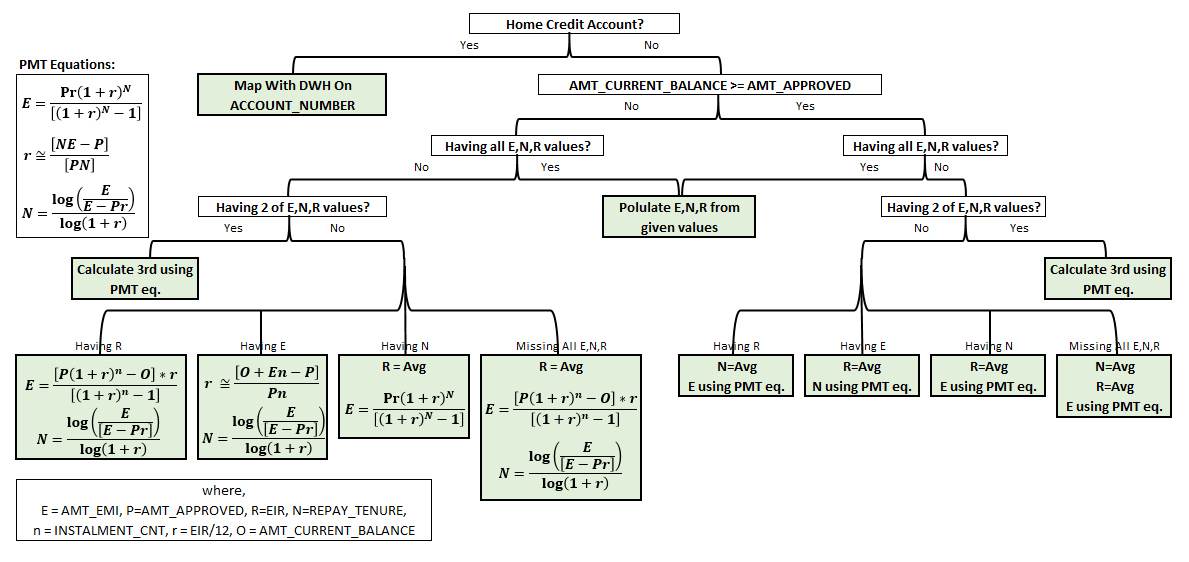 Home Credit Account?
Yes
No
PMT Equations:
E = Pr(1 + r)^N / [(1 + r)^N − 1]
r ≅ [NE − P] / [PN]
N = log(E / E − Pr) / log(1 + r)
Map With DWH On
ACCOUNT_NUMBER
AMT_CURRENT_BALANCE >= AMT_APPROVED
No
Yes
Having all E,N,R values?
Having all E,N,R values?
No
Yes
Yes
No
Having 2 of E,N,R values?
Polulate E,N,R from
given values
Having 2 of E,N,R values?
Yes
No
No
Yes
Calculate 3rd using
PMT eq.
Calculate 3rd using
PMT eq.
Having R
E = [P(1 + r)^n − O] ∗ r / [(1 + r)^n − 1]
N = log(E / [E − Pr]) / log(1 + r)
Having E
r ≅ [O + En − P] / Pn
N = log(E / [E − Pr]) / log(1 + r)
Having N
R = Avg
E = Pr(1 + r)^N / [(1 + r)^N − 1]
Missing All E,N,R
R = Avg
E = [P(1 + r)^n − O] ∗ r / [(1 + r)^n − 1]
N = log(E / [E − Pr]) / log(1 + r)
Having R
N=Avg
E using PMT eq.
Having E
R=Avg
N using PMT eq.
Having N
R=Avg
E using PMT eq.
Missing All E,N,R
N=Avg
R=Avg
E using PMT eq.
where,
E = AMT_EMI, P=AMT_APPROVED, R=EIR, N=REPAY_TENURE,
n = INSTALMENT_CNT, r = EIR/12, O = AMT_CURRENT_BALANCE